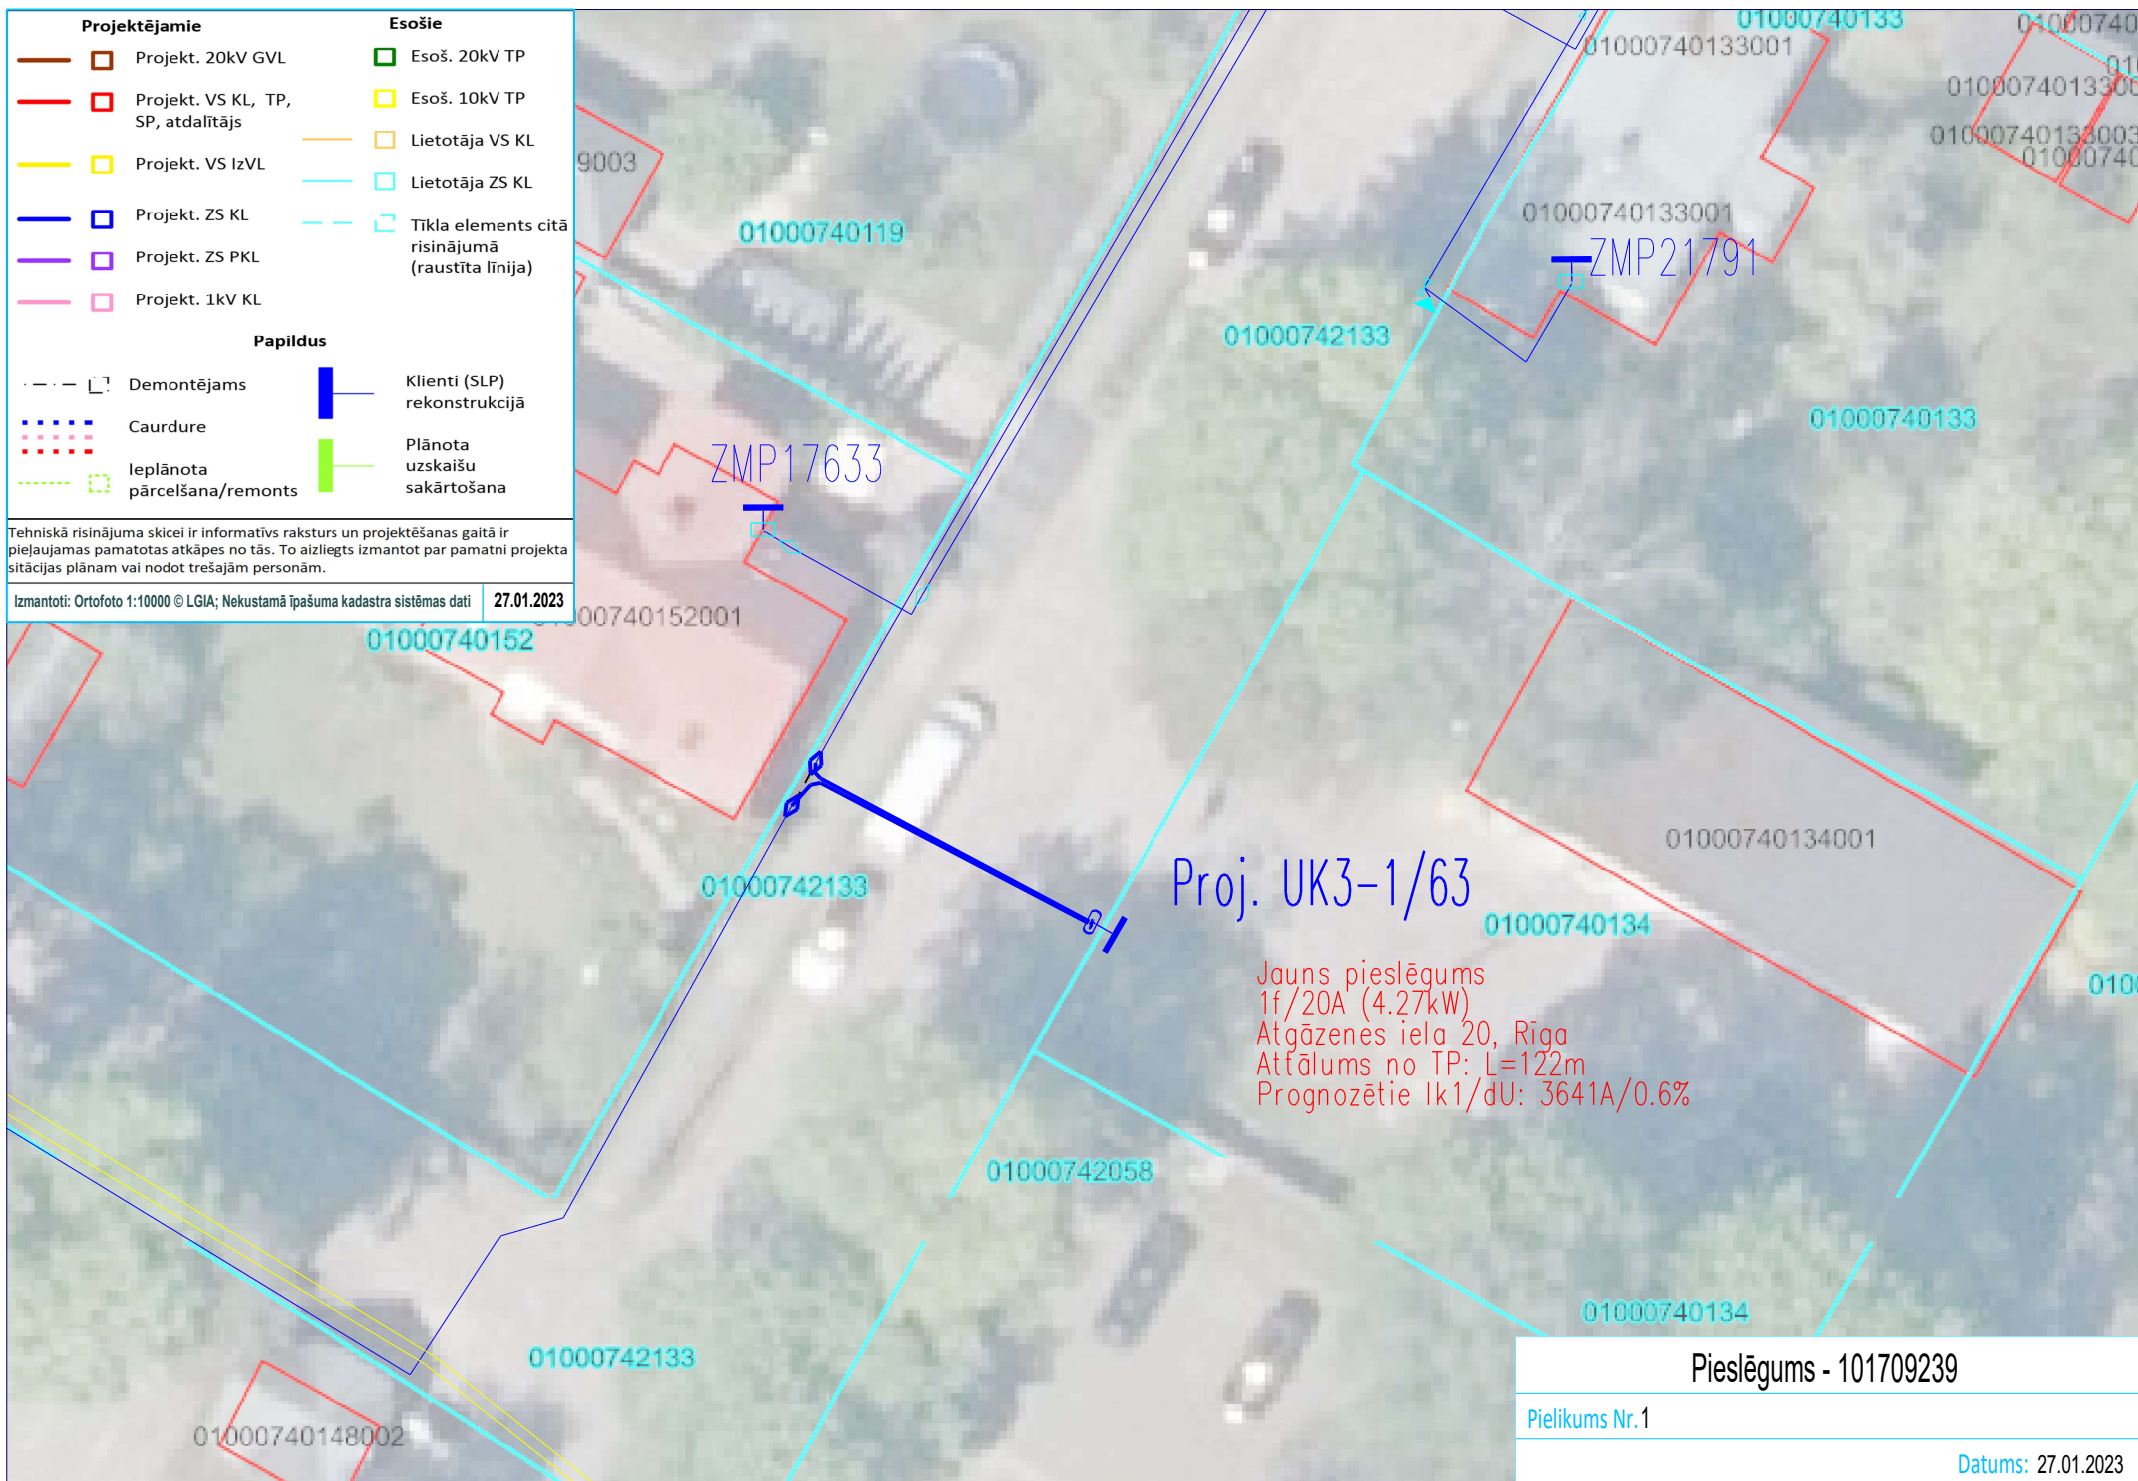 Projektējamie
Projekt. 20kV GVL
Projekt. VS KL, TP,
SP, atdalītājs
Projekt. VS IzVL
Projekt. ZS KL
Projekt. ZS PKL
Projekt. 1kV KL
Esošie
Esoš. 20kV TP
Esoš. 10kV TP
Lietotāja VS KL
Lietotāja ZS KL
Tīkla elements citā
risinājumā
(raustīta līnija)
Papildus
Demontējams
Caurdure
Ieplānota
pārcelšana/remonts
Klienti (SLP)
rekonstrukcijā
Plānota
uzskaišu
sakārtošana
Tehniskā risinājuma skicei ir informatīvs raksturs un projektēšanas gaitā ir
pieļaujamas pamatotas atkāpes no tās. To aizliegts izmantot par pamatni projekta
sitācijas plānam vai nodot trešajām personām.
Izmantoti: Ortofoto 1:10000 © LGIA; Nekustamā īpašuma kadastra sistēmas dati
27.01.2023
01000740133
01000740133001
9003
01000740133003
01000740119
01000740133001
ZMP21791
01000742133
01000740133
ZMP17633
01000740152
01000740134001
01000742133
Proj. UK3-1/63
01000740134
Jauns pieslēgums
1f/20A (4.27kW)
Atgāzenes iela 20, Rīga
Attālums no TP: L=122m
Prognozētie Ik1/dU: 3641A/0.6%
01000742058
01000740134
01000742133
01000740148002
Pieslēgums - 101709239
Pielikums Nr. 1
Datums: 27.01.2023